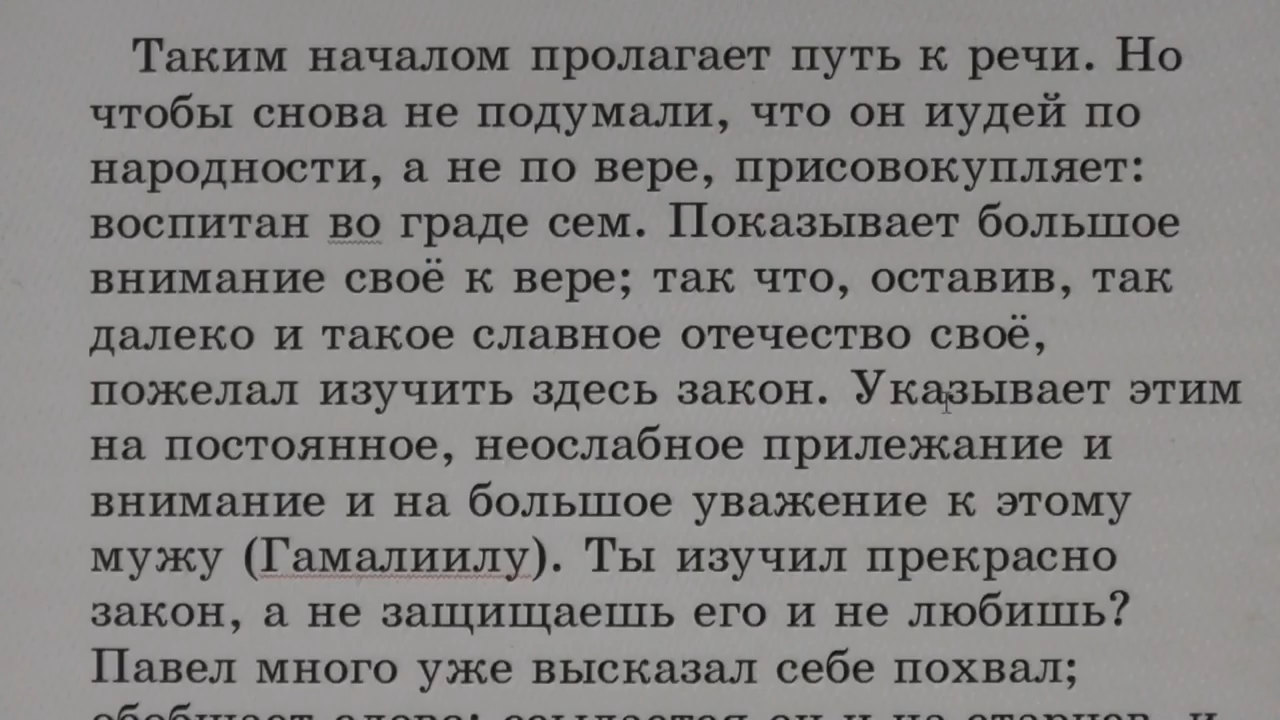 Таким началом пролагает путь к речи. Но
чтобы снова не подумали, что он иудей по
народности, а не по вере, присовокупляет:
воспитан во граде сем. Показывает большое
внимание своё к вере; так что, оставив, так
далеко и такое славное отечество своё,
пожелал изучить здесь закон. Указывает этим
на постоянное, неослабное прилежание и
внимание и на большое уважение к этому
мужу (Гамалиилу). Ты изучил прекрасно
закон, а не защищаешь его и не любишь?
Павел много уже высказал себе похвал;